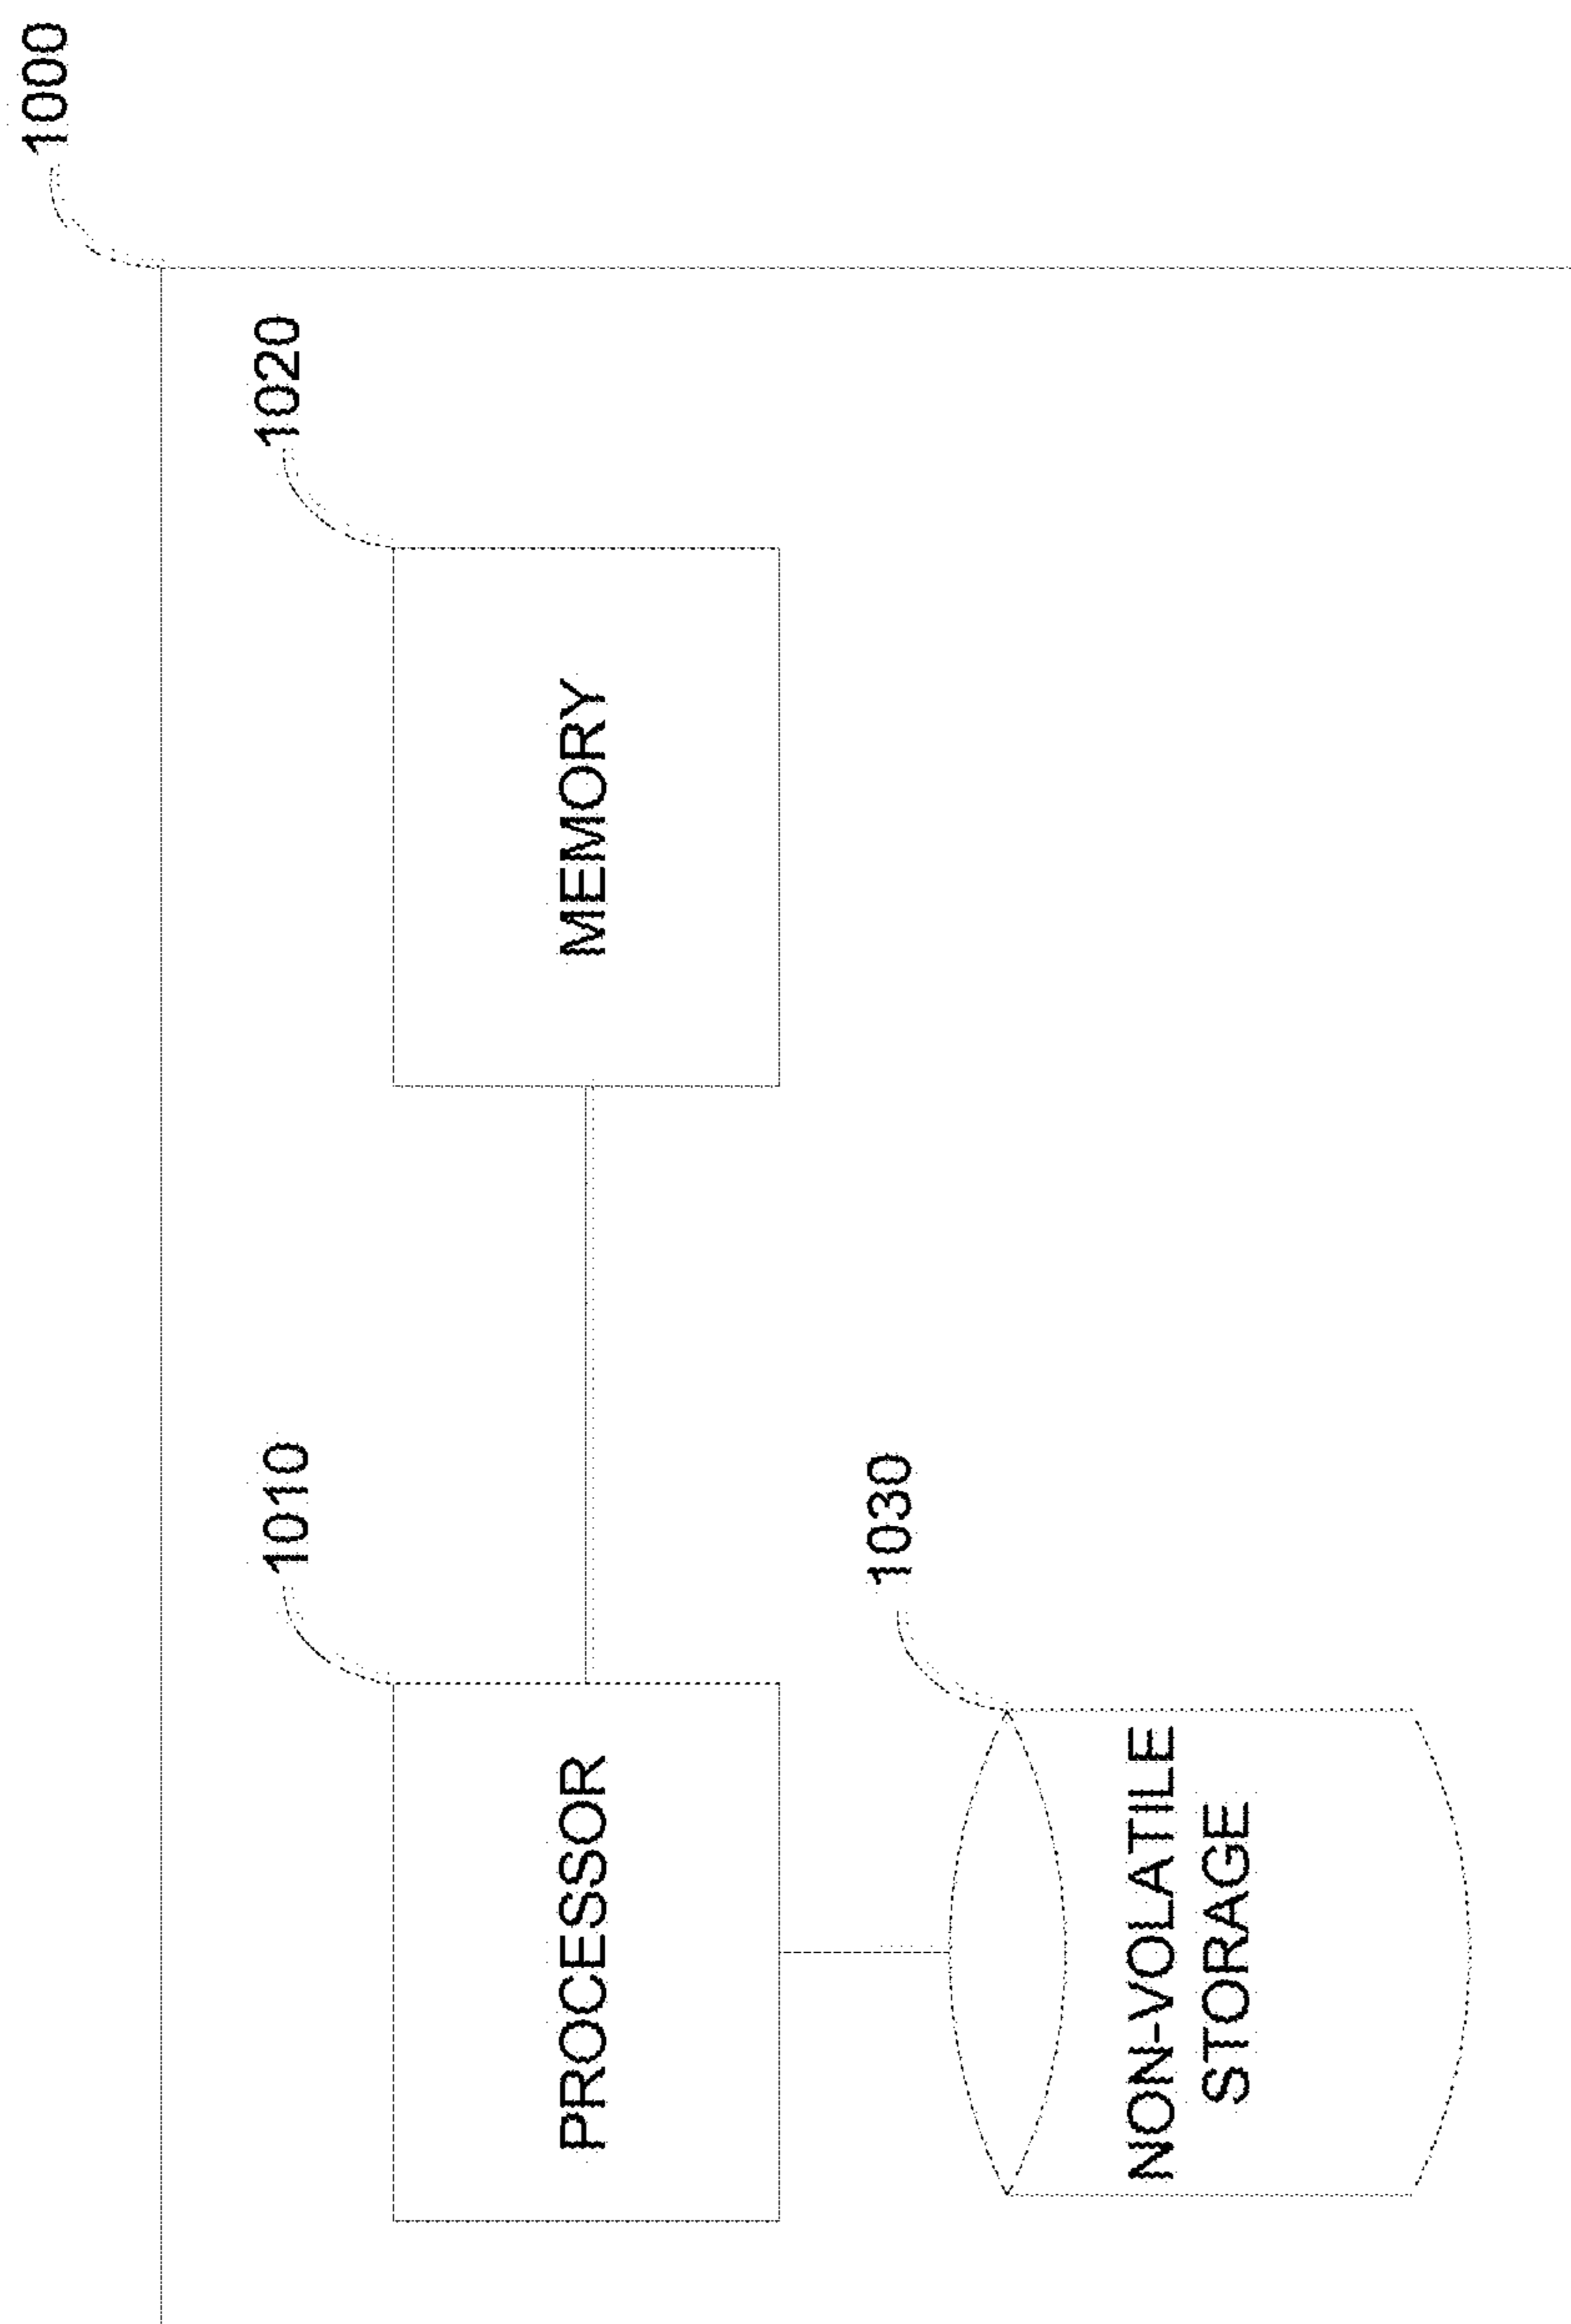 1000
1010
1020
PROCESSOR
MEMORY
1030
NON-VOLATILE
STORAGE